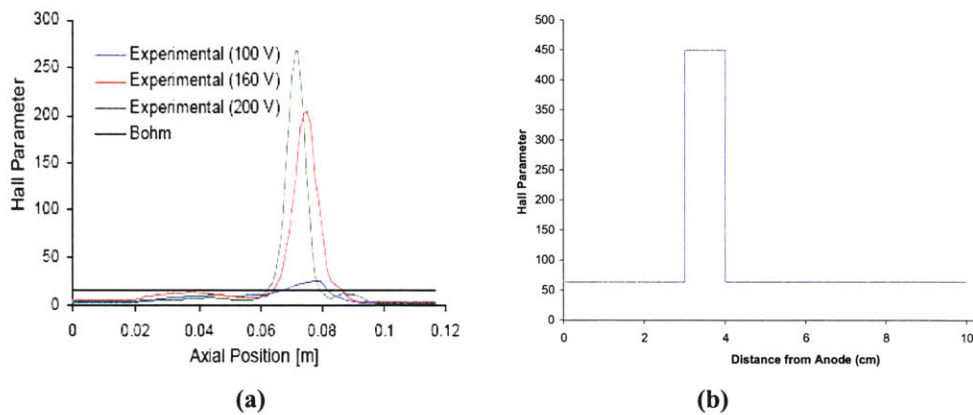 300
250
200
150
100
50
0
Hall Parameter
Experimental (100 V)
Experimental (160 V)
Experimental (200 V)
Bohm
0 0.02 0.04 0.06 0.08 0.1 0.12
Axial Position [m]
(a)
500
450
400
350
300
250
200
150
100
50
0
Hall Parameter
0 2 4 6 8 10
Distance from Anode (cm)
(b)